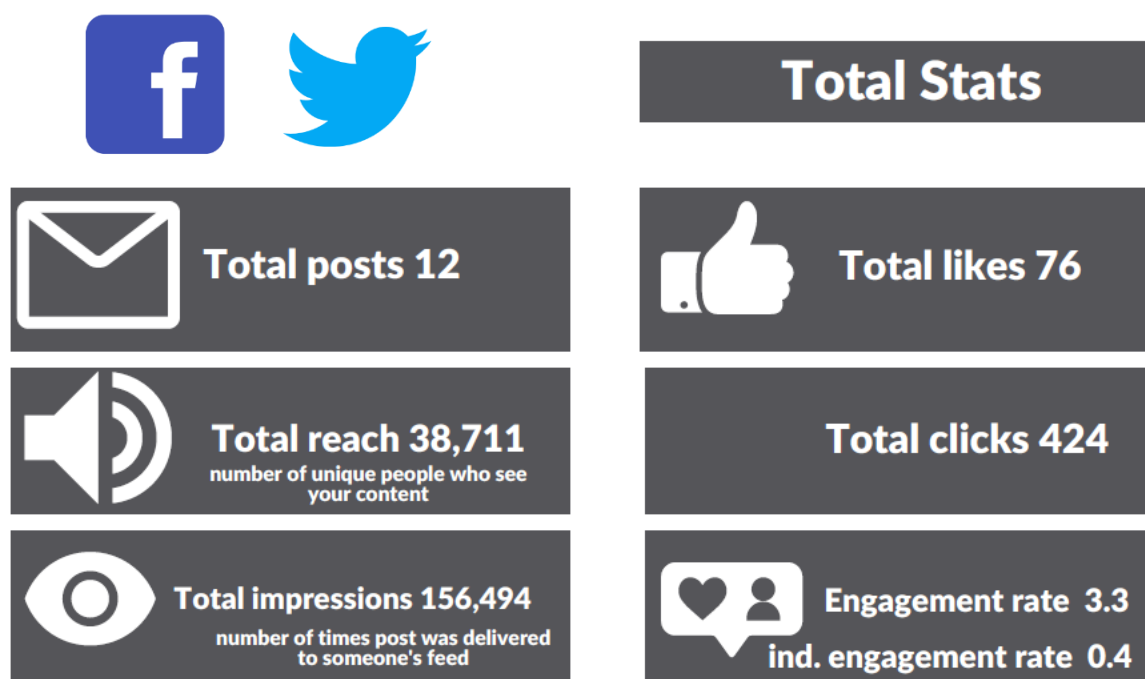 f
Total Stats
Total posts 12
Total likes 76
Total reach 38,711
number of unique people who see
your content
Total clicks 424
Total impressions 156,494
number of times post was delivered
to someone's feed
Engagement rate 3.3
ind. engagement rate 0.4